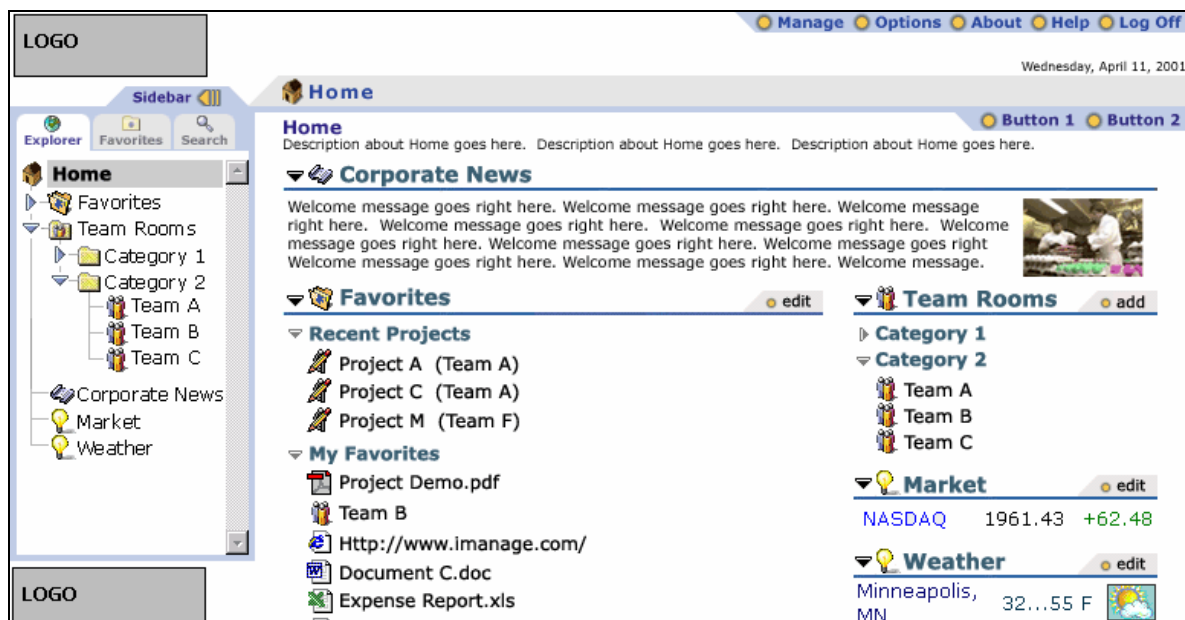 LOGO
Manage Options About Help Log Off
Wednesday, April 11, 2001
Sidebar
Explorer Favorites Search
Home
Favorites
Team Rooms
Category 1
Category 2
Team A
Team B
Team C
Corporate News
Market
Weather
LOGO
Home
Button 1 Button 2
Home
Description about Home goes here. Description about Home goes here. Description about Home goes here.
Corporate News
Welcome message goes right here. Welcome message goes right here. Welcome message
right here. Welcome message goes right here. Welcome message goes right here. Welcome
message goes right here. Welcome message goes right here. Welcome message goes right
Welcome message goes right here. Welcome message goes right here. Welcome message.
Favorites edit
Recent Projects
Project A (Team A)
Project C (Team A)
Project M (Team F)
My Favorites
Project Demo.pdf
Team B
Http://www.imanage.com/
Document C.doc
Expense Report.xls
Team Rooms add
Category 1
Category 2
Team A
Team B
Team C
Market edit
NASDAQ 1961.43 +62.48
Weather edit
Minneapolis, 32...55 F
MN